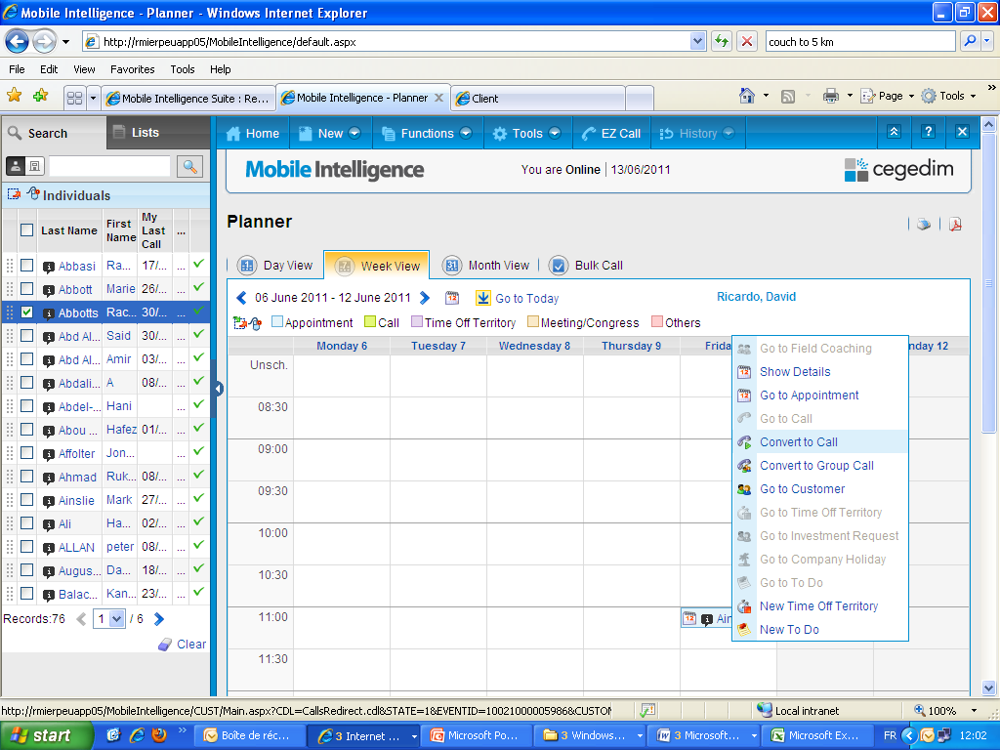 Mobile Intelligence - Planner - Windows Internet Explorer
http://rmierpeuapp05/MobileIntelligence/default.aspx
couch to 5 km
File Edit View Favorites Tools Help
Mobile Intelligence Suite : Re... Mobile Intelligence - Planner Client Page Tools
Search Lists
Home New Functions Tools EZ Call History ?
Mobile Intelligence You are Online 13/06/2011 cegedim
Individuals
Last Name First Name My Last Call ...
Abbasi Ra... 17/... ...
Abbott Marie 26/... ...
Abbotts Rac... 30/... ...
Abd Al... Said 30/... ...
Abd Al... Amir 03/... ...
Abdali... A 08/... ...
Abdel-... Hani ...
Abou ... Hafez 01/... ...
Affolter Jon... ...
Ahmad Ruk... 08/... ...
Ainslie Mark 27/... ...
Ali Ha... 02/... ...
ALLAN peter 08/... ...
Augus... Da... 18/... ...
Balac... Kan... 23/... ...
Records:76 1 / 6
Clear
Planner
Day View Week View Month View Bulk Call
06 June 2011 - 12 June 2011 12 Go to Today Ricardo, David
Appointment Call Time Off Territory Meeting/Congress Others
Monday 6 Tuesday 7 Wednesday 8 Thursday 9 Frida nday 12
Unsch.
08:30
09:00
09:30
10:00
10:30
11:00 12 Ain
11:30
Go to Field Coaching
12 Show Details
12 Go to Appointment
Go to Call
Convert to Call
Convert to Group Call
Go to Customer
Go to Time Off Territory
Go to Investment Request
Go to Company Holiday
Go to To Do
New Time Off Territory
New To Do
http://rmierpeuapp05/MobileIntelligence/CUST/Main.aspx?CDL=CallsRedirect.cdl&STATE=1&EVENTID=100210000005986&CUSTOM Local intranet 100%
start Boîte de réc... 3 Internet ... Microsoft Po... 3 Windows... 3 Microsoft... Microsoft Ex... FR 12:02